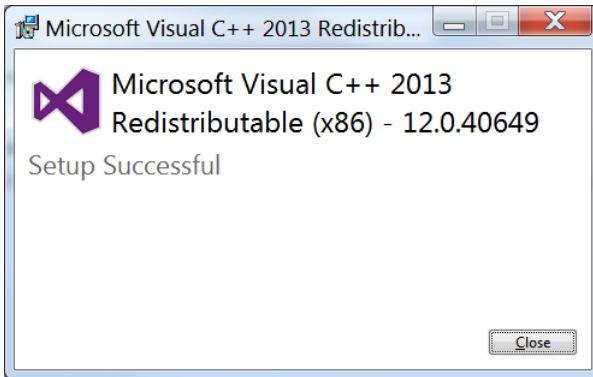 Microsoft Visual C++ 2013 Redistrib...
Microsoft Visual C++ 2013
Redistributable (x86) - 12.0.40649
Setup Successful
Close